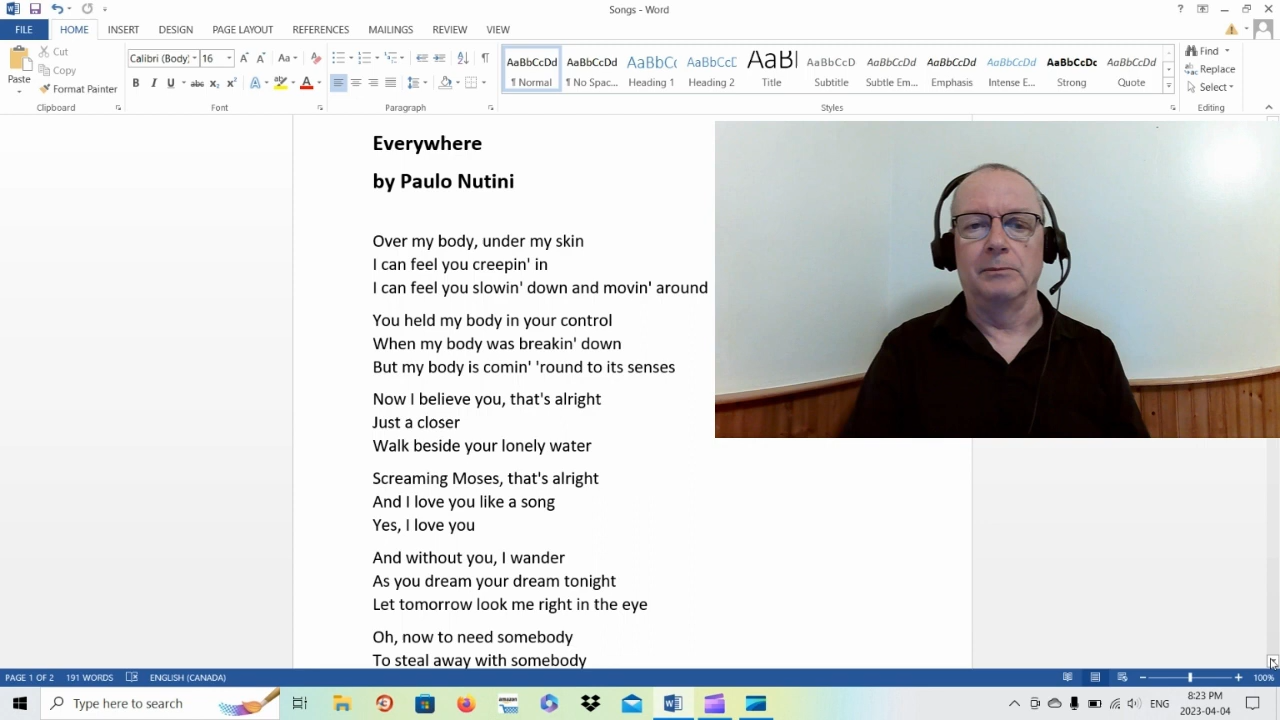 Songs - Word
FILE HOME INSERT DESIGN PAGE LAYOUT REFERENCES MAILINGS REVIEW VIEW
Paste
Cut
Copy
Format Painter
Clipboard
Calibri (Body) 16
Font
Paragraph
AaBbCcDd AaBbCcDd AaBbCc AaBbCcD AaBl AaBbCcD AaBbCcDd AaBbCcDd AaBbCcDd AaBbCcDc AaBbCcDd
¶ Normal ¶ No Spac... Heading 1 Heading 2 Title Subtitle Subtle Em... Emphasis Intense E... Strong Quote
Styles
Find
Replace
Select
Editing
Everywhere
by Paulo Nutini
Over my body, under my skin
I can feel you creepin' in
I can feel you slowin' down and movin' around
You held my body in your control
When my body was breakin' down
But my body is comin' 'round to its senses
Now I believe you, that's alright
Just a closer
Walk beside your lonely water
Screaming Moses, that's alright
And I love you like a song
Yes, I love you
And without you, I wander
As you dream your dream tonight
Let tomorrow look me right in the eye
Oh, now to need somebody
To steal away with somebody
PAGE 1 OF 2 191 WORDS ENGLISH (CANADA) 100%
Type here to search
amazon
ENG
8:23 PM
2023-04-04